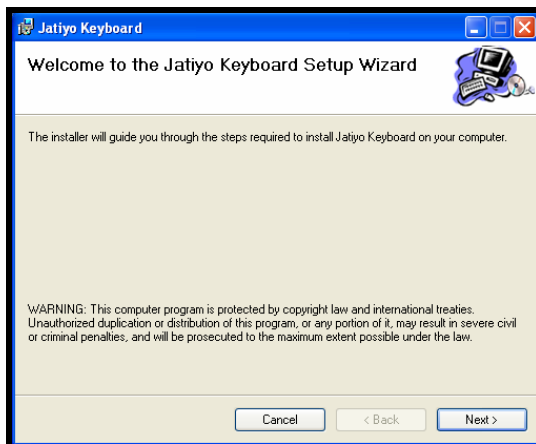 Jatiyo Keyboard
Welcome to the Jatiyo Keyboard Setup Wizard
The installer will guide you through the steps required to install Jatiyo Keyboard on your computer.
WARNING: This computer program is protected by copyright law and international treaties.
Unauthorized duplication or distribution of this program, or any portion of it, may result in severe civil
or criminal penalties, and will be prosecuted to the maximum extent possible under the law.
Cancel < Back Next >